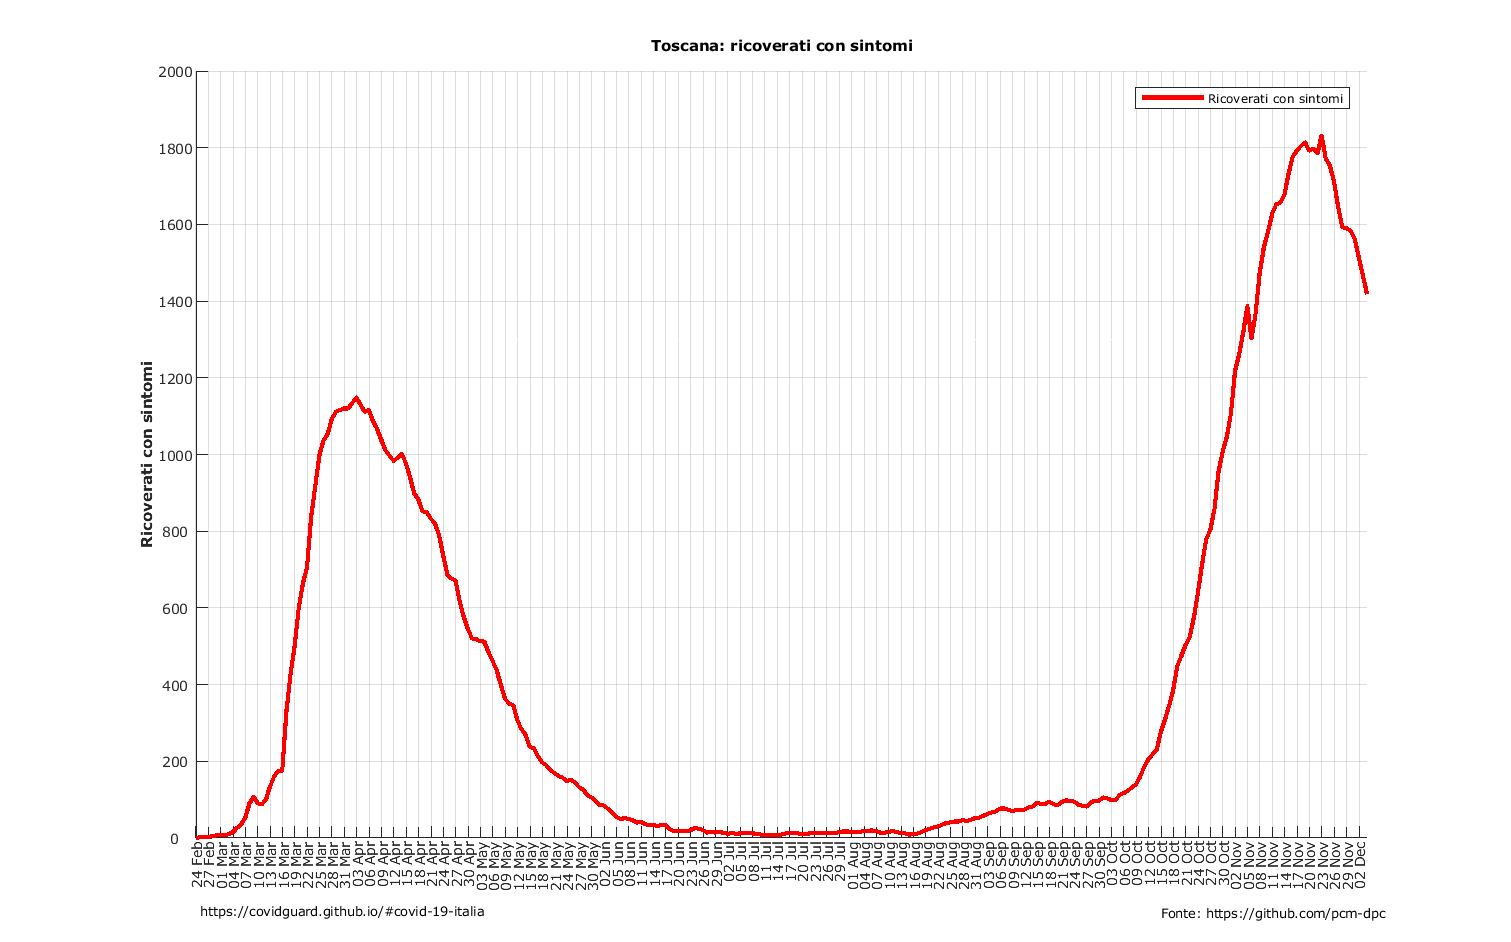 Toscana: ricoverati con sintomi
Ricoverati con sintomi
2000
1800
1600
1400
1200
1000
800
600
400
200
0
Ricoverati con sintomi
24 Feb
27 Feb
01 Mar
04 Mar
07 Mar
10 Mar
13 Mar
16 Mar
19 Mar
22 Mar
25 Mar
28 Mar
31 Mar
03 Apr
06 Apr
09 Apr
12 Apr
15 Apr
18 Apr
21 Apr
24 Apr
27 Apr
30 Apr
03 May
06 May
09 May
12 May
15 May
18 May
21 May
24 May
27 May
30 May
02 Jun
05 Jun
08 Jun
11 Jun
14 Jun
17 Jun
20 Jun
23 Jun
26 Jun
29 Jun
02 Jul
05 Jul
08 Jul
11 Jul
14 Jul
17 Jul
20 Jul
23 Jul
26 Jul
29 Jul
01 Aug
04 Aug
07 Aug
10 Aug
13 Aug
16 Aug
19 Aug
22 Aug
25 Aug
28 Aug
31 Aug
03 Sep
06 Sep
09 Sep
12 Sep
15 Sep
18 Sep
21 Sep
24 Sep
27 Sep
30 Sep
03 Oct
06 Oct
09 Oct
12 Oct
15 Oct
18 Oct
21 Oct
24 Oct
27 Oct
30 Oct
02 Nov
05 Nov
08 Nov
11 Nov
14 Nov
17 Nov
20 Nov
23 Nov
26 Nov
29 Nov
02 Dec
https://covidguard.github.io/#covid-19-italia
Fonte: https://github.com/pcm-dpc